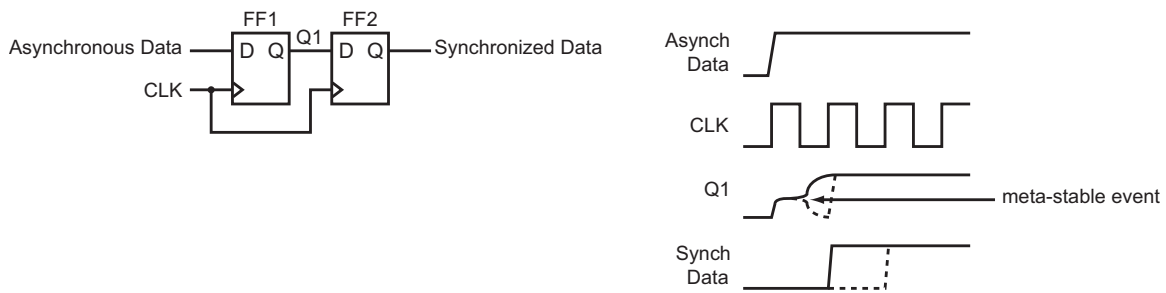 FF1
FF2
Asynchronous Data
D Q
Q1
D Q
Synchronized Data
CLK
Asynch
Data
CLK
Q1
meta-stable event
Synch
Data